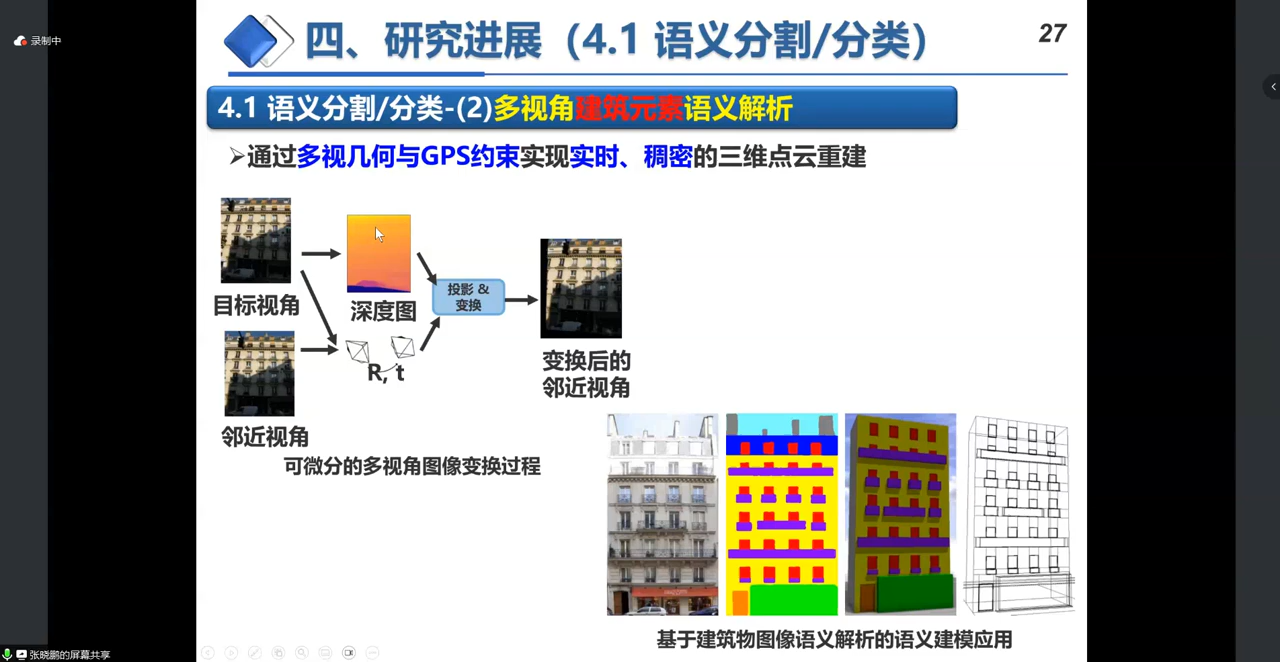 录制中
四、研究进展（4.1 语义分割/分类）
27
4.1 语义分割/分类-(2)多视角建筑元素语义解析
➢通过多视几何与GPS约束实现实时、稠密的三维点云重建
目标视角
深度图
投影 &
变换
R, t
变换后的
邻近视角
邻近视角
可微分的多视角图像变换过程
基于建筑物图像语义解析的语义建模应用
张晓鹏的屏幕共享